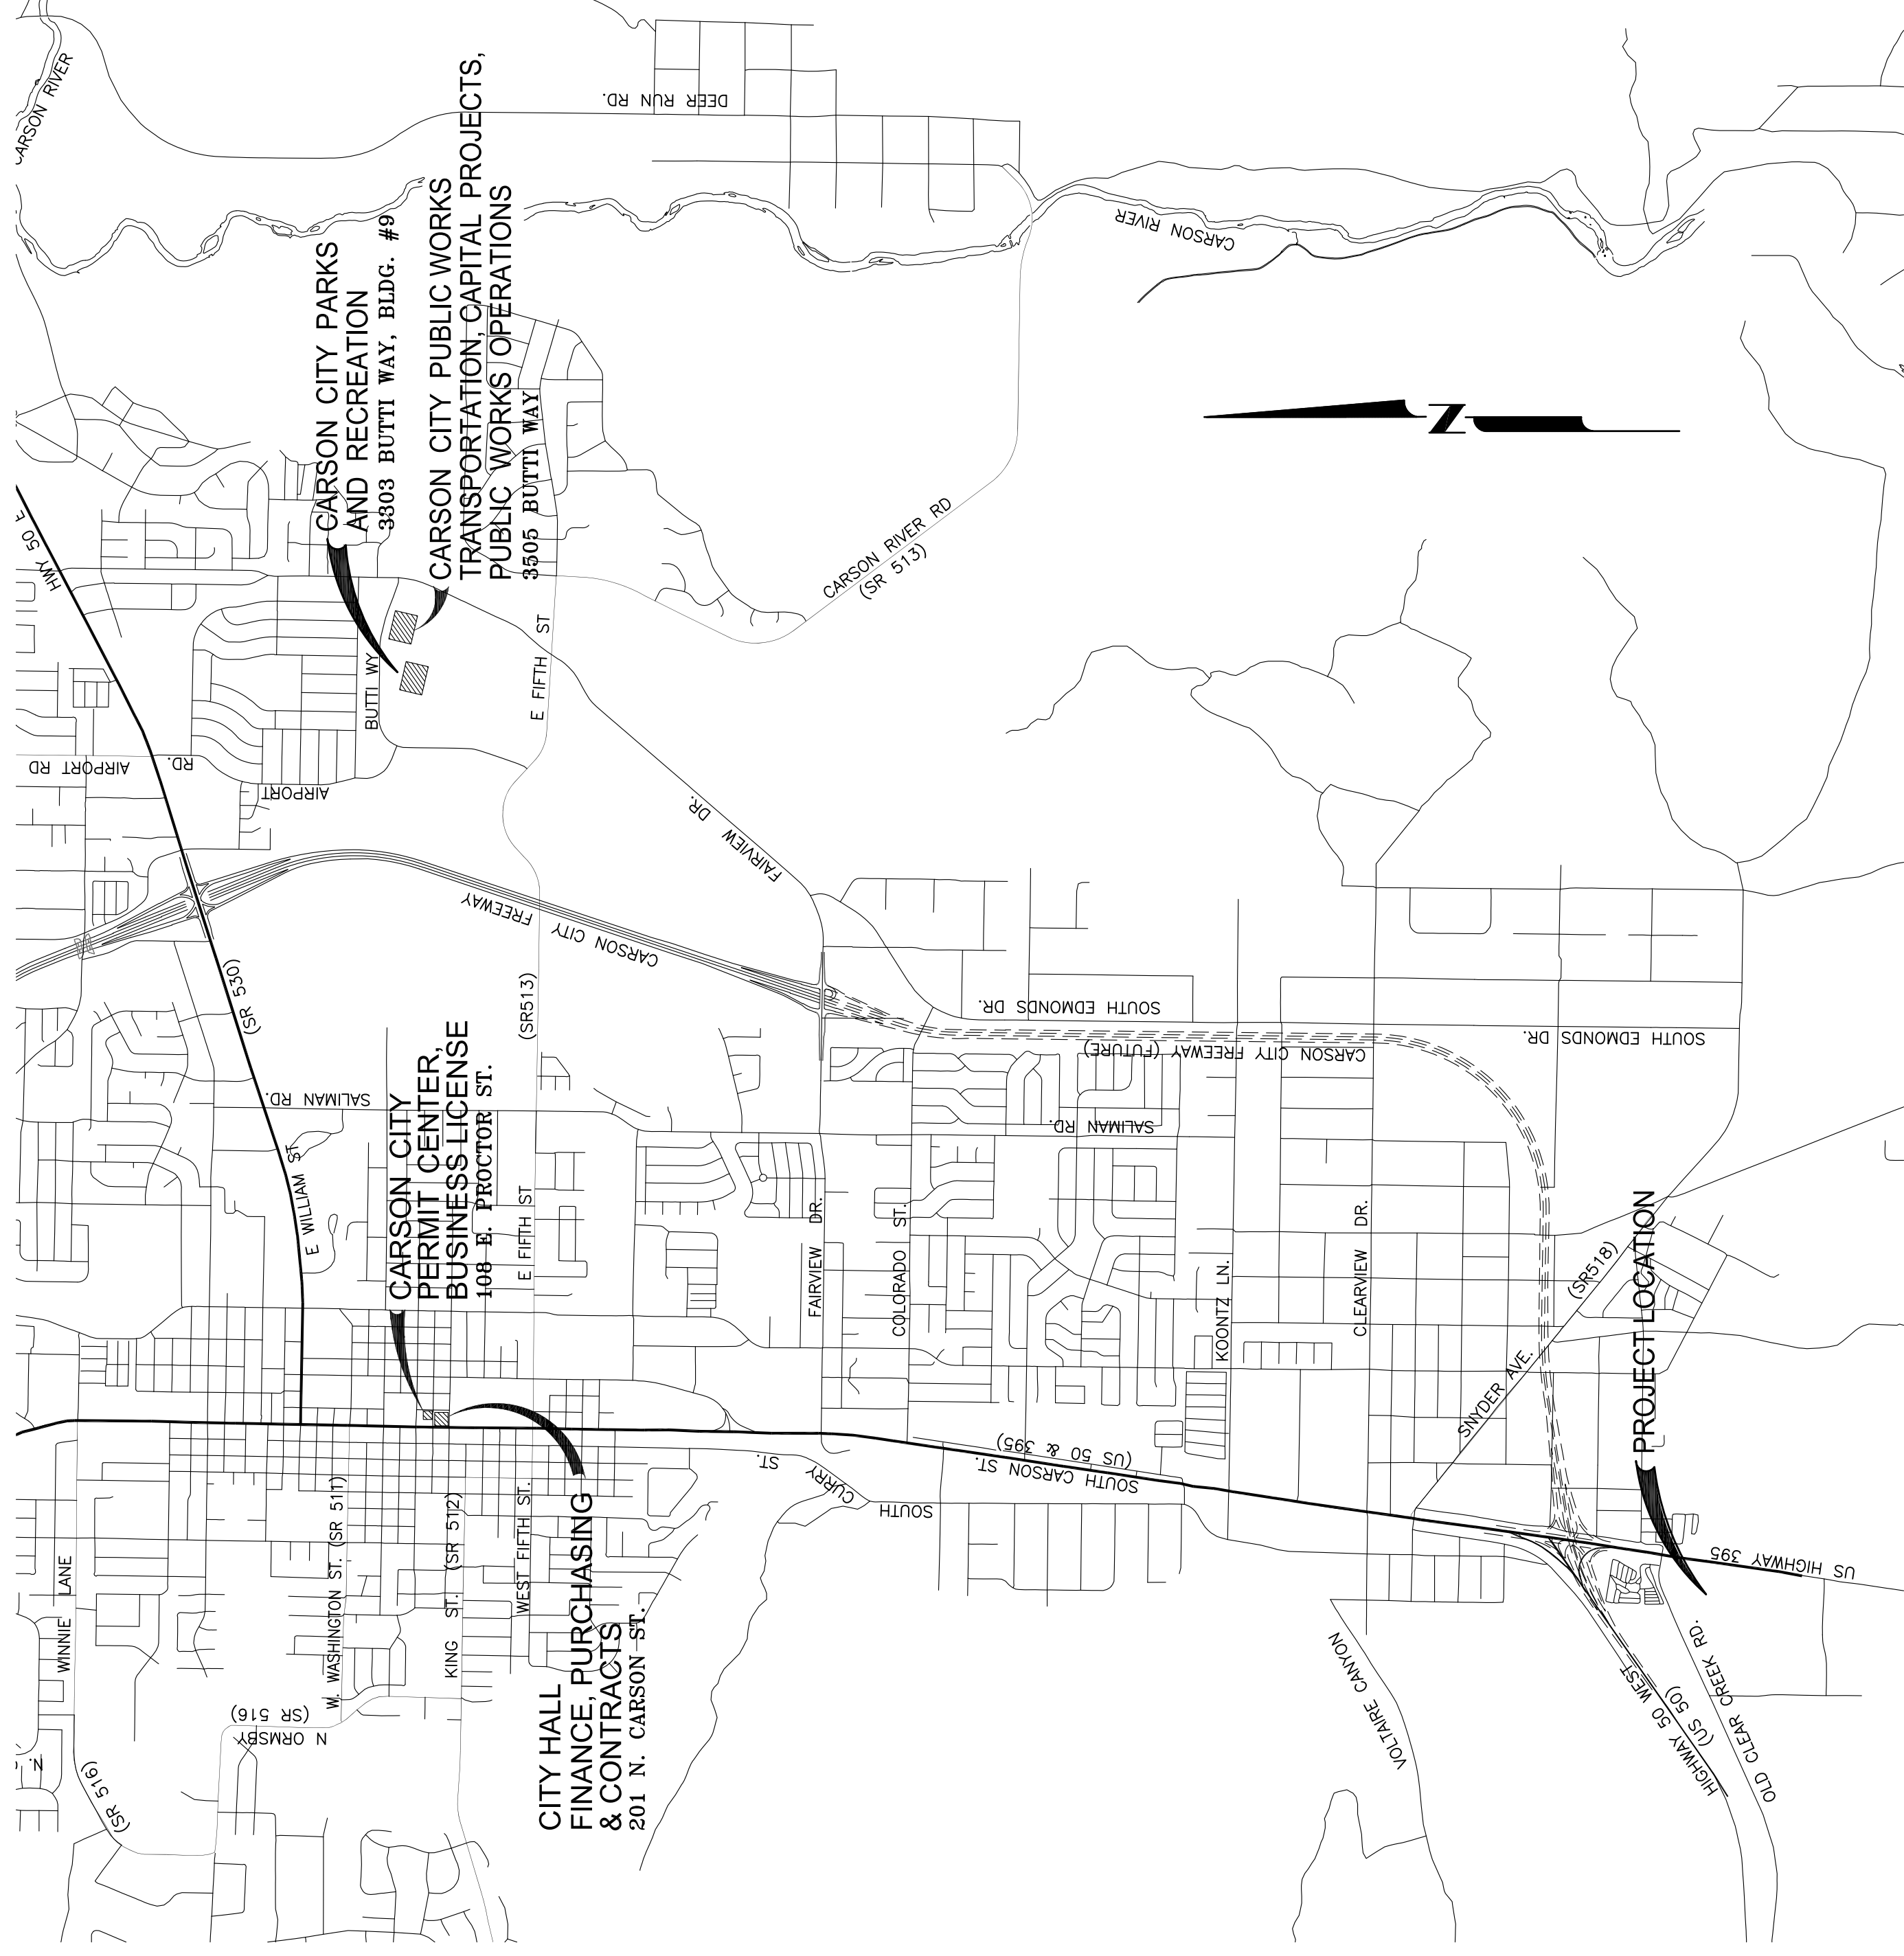 CARSON RIVER
DEER RUN RD.
CARSON CITY PARKS
AND RECREATION
3303 BUTTI WAY, BLDG. #9
CARSON CITY PUBLIC WORKS
TRANSPORTATION, CAPITAL PROJECTS,
PUBLIC WORKS OPERATIONS
3505 BUTTI WAY
CARSON RIVER
HWY 50 E
CARSON RIVER RD
(SR 513)
BUTTI WY
E FIFTH ST
AIRPORT RD
AIRPORT RD.
FAIRVIEW DR.
CARSON CITY FREEWAY
(SR 530)
(SR513)
SOUTH EDMONDS DR.
SOUTH EDMONDS DR.
CARSON CITY FREEWAY (FUTURE)
SALIMAN RD.
SALIMAN RD.
CARSON CITY
PERMIT CENTER,
BUSINESS LICENSE
108 E. PROCTOR ST.
E WILLIAM ST
E FIFTH ST
FAIRVIEW DR.
COLORADO ST.
KOONTZ LN.
CLEARVIEW DR.
(SR518)
SNYDER AVE.
PROJECT LOCATION
(US 50 & 395)
SOUTH CARSON ST.
SOUTH CURRY ST.
US HIGHWAY 395
WINNIE LANE
W. WASHINGTON ST. (SR 511)
KING ST. (SR 512)
WEST FIFTH ST.
CITY HALL
FINANCE, PURCHASING
& CONTRACTS
201 N. CARSON ST.
(SR 516)
N ORMSBY
N.
(SR 516)
VOLTAIRE CANYON
HIGHWAY 50 WEST
(US 50)
OLD CLEAR CREEK RD.